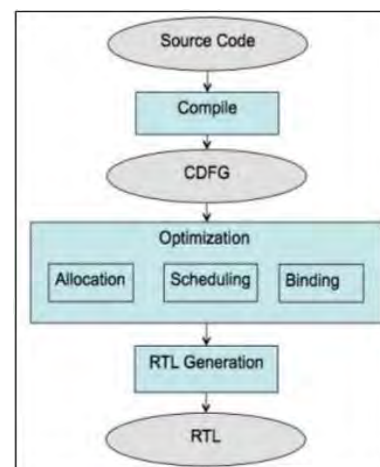 Source Code
Compile
CDFG
Optimization
Allocation Scheduling Binding
RTL Generation
RTL